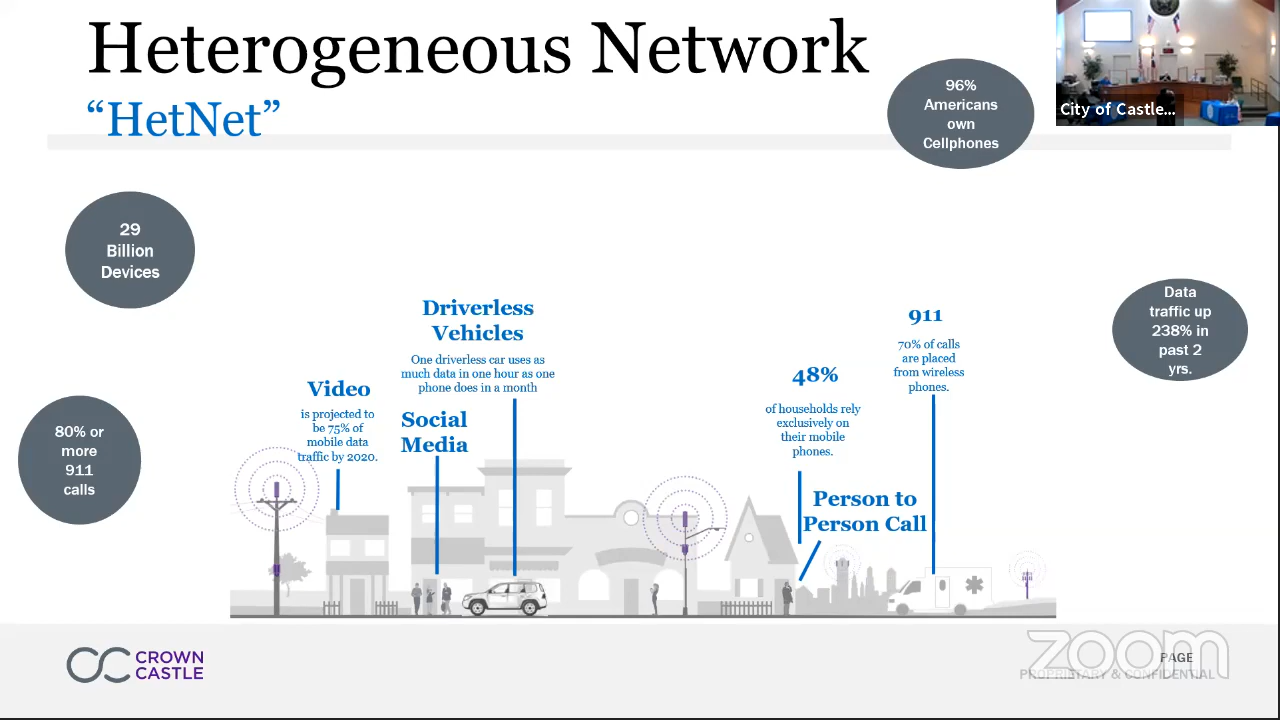 Heterogeneous Network
“HetNet”
96%
Americans
own
Cellphones
City of Castle...
29
Billion
Devices
Data
traffic up
238% in
past 2
yrs.
Driverless
Vehicles
One driverless car uses as
much data in one hour as one
phone does in a month
911
70% of calls
are placed
from wireless
phones.
Video
is projected to
be 75% of
mobile data
traffic by 2020.
Social
Media
48%
of households rely
exclusively on
their mobile
phones.
80% or
more
911
calls
Person to
Person Call
CROWN
CASTLE
zoom
PAGE
PROPRIETARY & CONFIDENTIAL